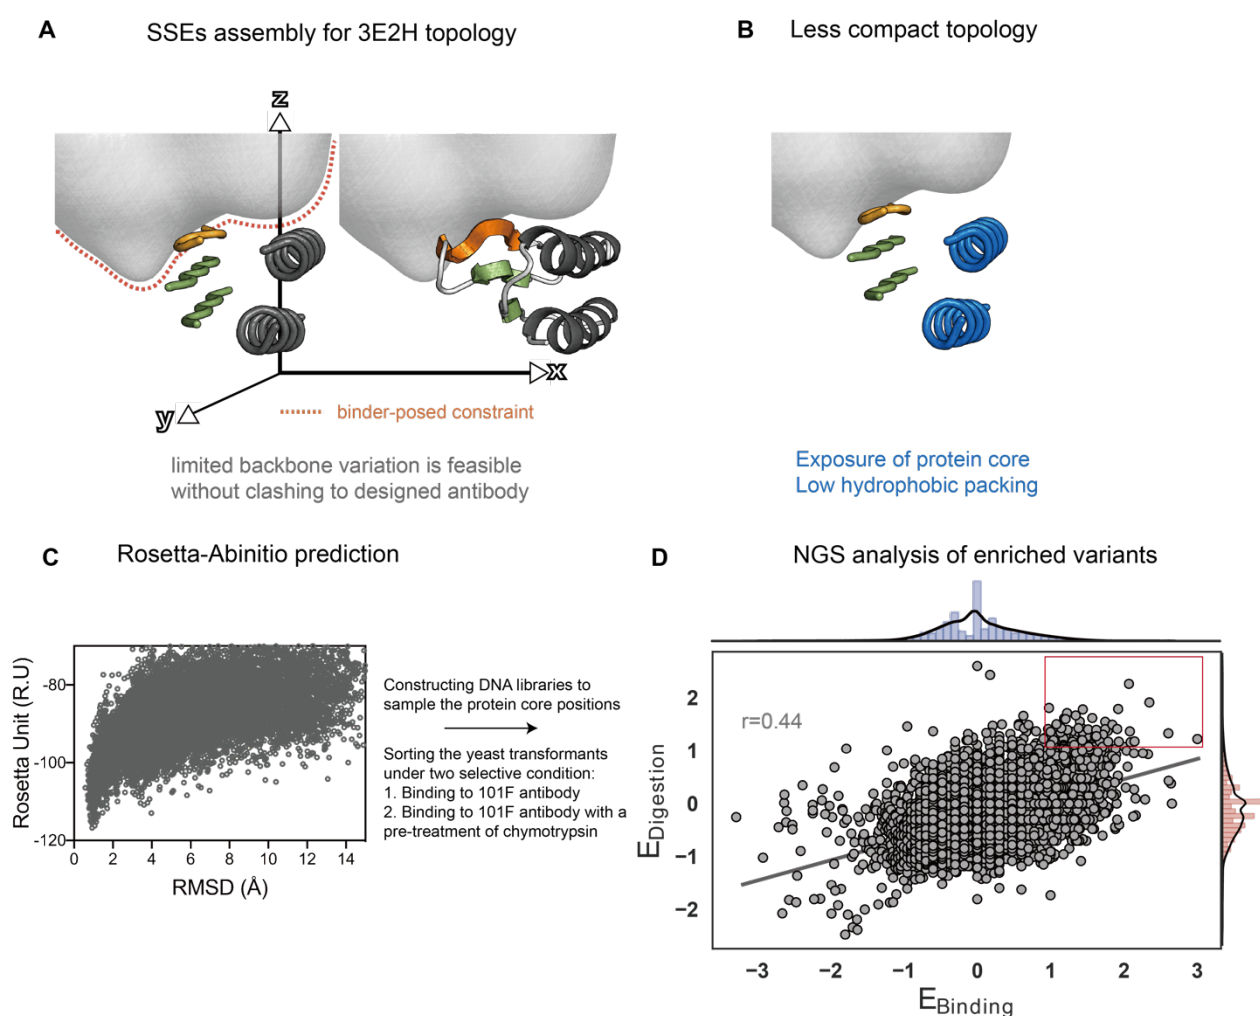 A
SSEs assembly for 3E2H topology
B
Less compact topology
z
x
y
binder-posed constraint
limited backbone variation is feasible
without clashing to designed antibody
Exposure of protein core
Low hydrophobic packing
C
Rosetta-Abinitio prediction
Rosetta Unit (R.U)
-80
-100
-120
0 2 4 6 8 10 12 14
RMSD (Å)
Constructing DNA libraries to
sample the protein core positions
Sorting the yeast transformants
under two selective condition:
1. Binding to 101F antibody
2. Binding to 101F antibody with a
pre-treatment of chymotrypsin
D
NGS analysis of enriched variants
r=0.44
EDigestion
2
1
0
−1
−2
−3 −2 −1 0 1 2 3
EBinding